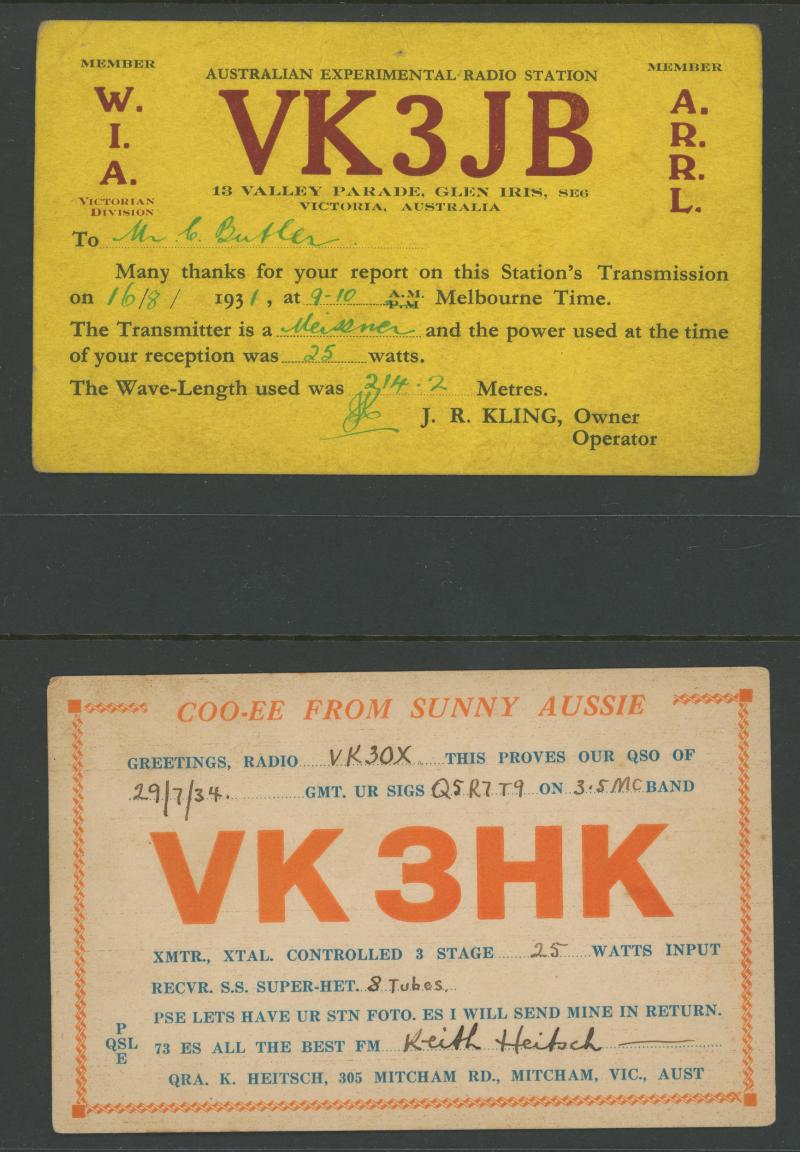 MEMBER
W.
I.
A.
VICTORIAN
DIVISION
AUSTRALIAN EXPERIMENTAL RADIO STATION
VK3JB
13 VALLEY PARADE, GLEN IRIS, SE6
VICTORIA, AUSTRALIA
MEMBER
A.
R.
R.
L.
To Mr C. Butler.
Many thanks for your report on this Station's Transmission
on 16/8/ 1931, at 9-10 A.M. P.M Melbourne Time.
The Transmitter is a Meissner and the power used at the time
of your reception was 25 watts.
The Wave-Length used was 214.2 Metres.
J. R. KLING, Owner
Operator
COO-EE FROM SUNNY AUSSIE
GREETINGS, RADIO VK3OX THIS PROVES OUR QSO OF
29/7/34. GMT. UR SIGS Q5 R7 T9 ON 3.5 MC BAND
VK3HK
XMTR., XTAL. CONTROLLED 3 STAGE 25 WATTS INPUT
RECVR. S.S. SUPER-HET. 8 Tubes.
PSE LETS HAVE UR STN FOTO. ES I WILL SEND MINE IN RETURN.
P
QSL
E
73 ES ALL THE BEST FM Keith Heitsch
QRA. K. HEITSCH, 305 MITCHAM RD., MITCHAM, VIC., AUST